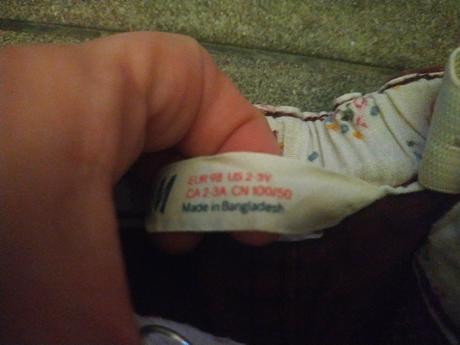 EUR 98 US 2-3Y
CA 2-3A CN 100/50
Made in Bangladesh